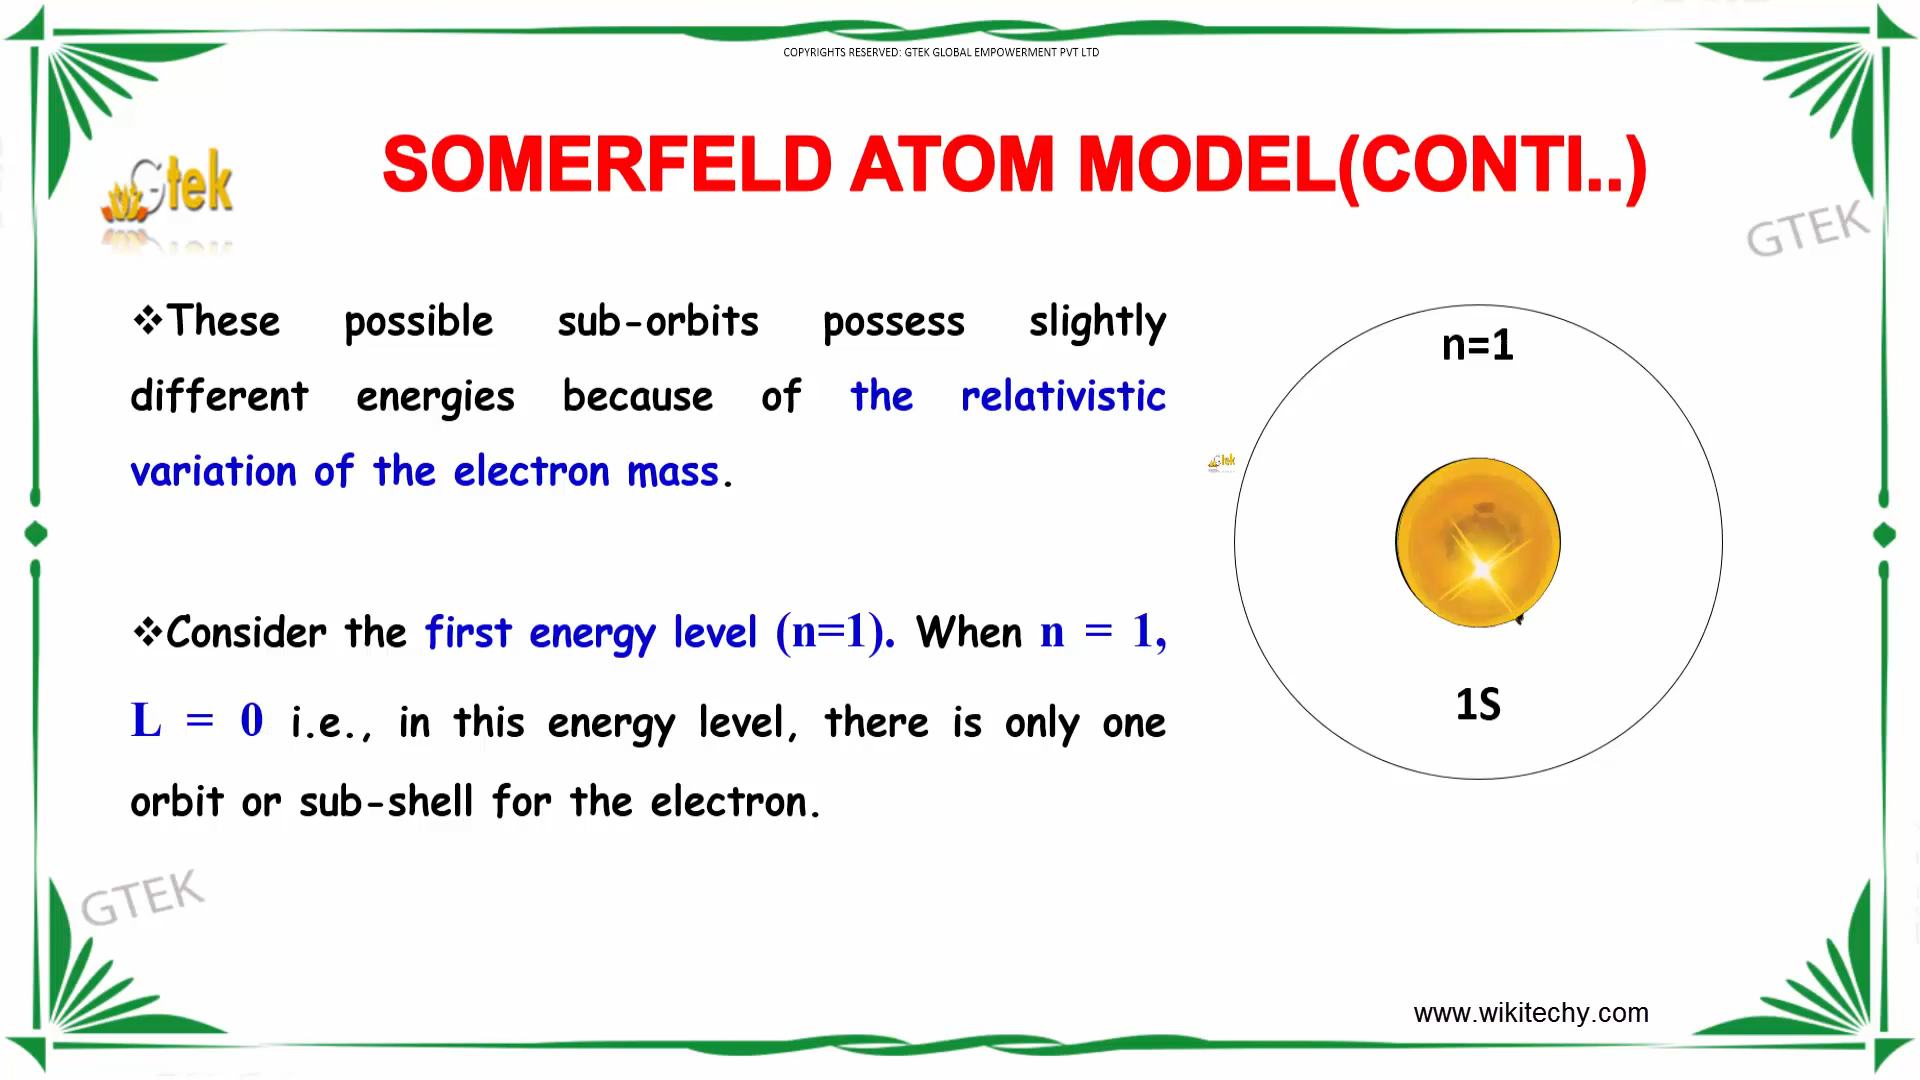 COPYRIGHTS RESERVED: GTEK GLOBAL EMPOWERMENT PVT LTD
Gtek
SOMERFELD ATOM MODEL(CONTI..)
GTEK
❖These possible sub-orbits possess slightly
different energies because of the relativistic
variation of the electron mass.
n=1
Gtek
❖Consider the first energy level (n=1). When n = 1,
L = 0 i.e., in this energy level, there is only one
orbit or sub-shell for the electron.
1S
GTEK
www.wikitechy.com